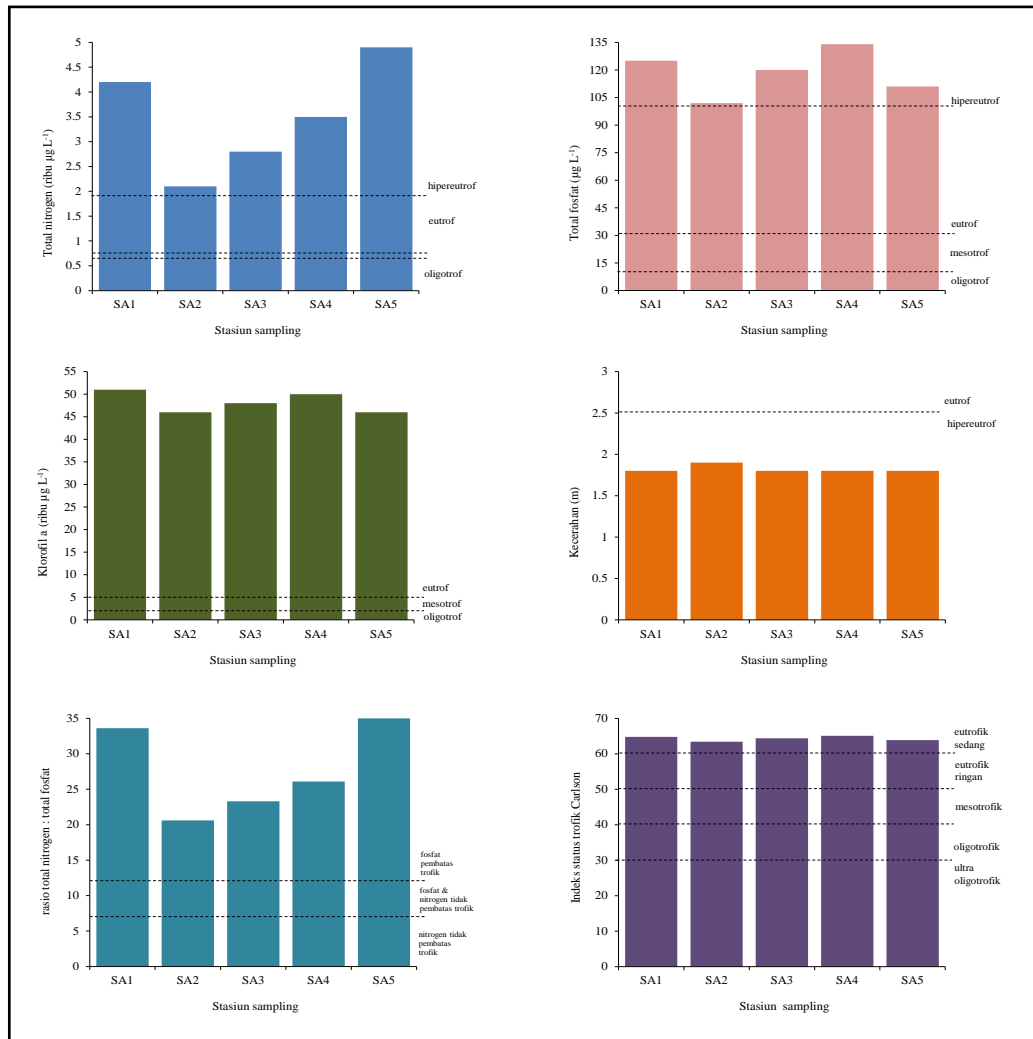 Total nitrogen (ribu µg L⁻¹)
5
4.5
4
3.5
3
2.5
2
1.5
1
0.5
0
hipereutrof
eutrof
oligotrof
SA1 SA2 SA3 SA4 SA5
Stasiun sampling
Total fosfat (µg L⁻¹)
135
120
105
90
75
60
45
30
15
0
hipereutrof
eutrof
mesotrof
oligotrof
SA1 SA2 SA3 SA4 SA5
Stasiun sampling
Klorofil a (ribu µg L⁻¹)
55
50
45
40
35
30
25
20
15
10
5
0
eutrof
mesotrof
oligotrof
SA1 SA2 SA3 SA4 SA5
Stasiun sampling
Kecerahan (m)
3
2.5
2
1.5
1
0.5
0
eutrof
hipereutrof
SA1 SA2 SA3 SA4 SA5
Stasiun sampling
rasio total nitrogen : total fosfat
35
30
25
20
15
10
5
0
fosfat
pembatas
trofik
fosfat &
nitrogen tidak
pembatas trofik
nitrogen tidak
pembatas
trofik
SA1 SA2 SA3 SA4 SA5
Stasiun sampling
Indeks status trofik Carlson
70
60
50
40
30
20
10
0
eutrofik
sedang
eutrofik
ringan
mesotrofik
oligotrofik
ultra
oligotrofik
SA1 SA2 SA3 SA4 SA5
Stasiun sampling